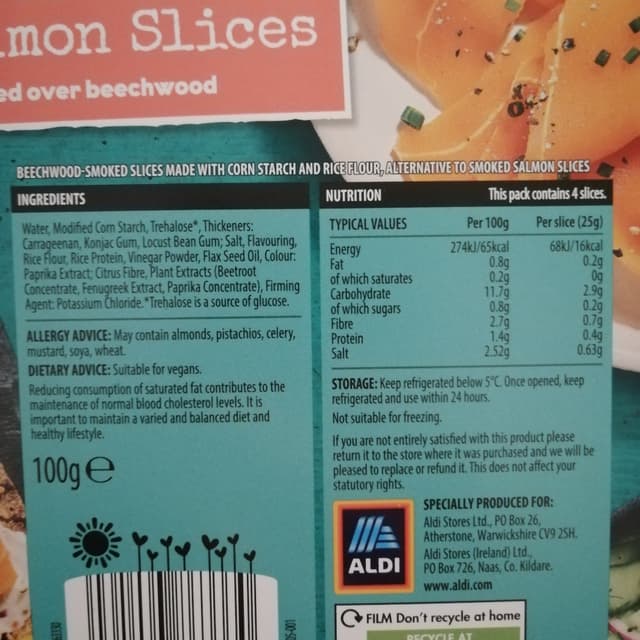 mon Slices
ed over beechwood
BEECHWOOD-SMOKED SLICES MADE WITH CORN STARCH AND RICE FLOUR, ALTERNATIVE TO SMOKED SALMON SLICES
INGREDIENTS
Water, Modified Corn Starch, Trehalose*, Thickeners:
Carrageenan, Konjac Gum, Locust Bean Gum; Salt, Flavouring,
Rice Flour, Rice Protein, Vinegar Powder, Flax Seed Oil, Colour:
Paprika Extract; Citrus Fibre, Plant Extracts (Beetroot
Concentrate, Fenugreek Extract, Paprika Concentrate), Firming
Agent: Potassium Chloride. *Trehalose is a source of glucose.
ALLERGY ADVICE: May contain almonds, pistachios, celery,
mustard, soya, wheat.
DIETARY ADVICE: Suitable for vegans.
Reducing consumption of saturated fat contributes to the
maintenance of normal blood cholesterol levels. It is
important to maintain a varied and balanced diet and
healthy lifestyle.
100g ℮
NUTRITION This pack contains 4 slices.
TYPICAL VALUES Per 100g Per slice (25g)
Energy 274kJ/65kcal 68kJ/16kcal
Fat 0.8g 0.2g
of which saturates 0.2g 0g
Carbohydrate 11.7g 2.9g
of which sugars 0.8g 0.2g
Fibre 2.7g 0.7g
Protein 1.4g 0.4g
Salt 2.52g 0.63g
STORAGE: Keep refrigerated below 5°C. Once opened, keep
refrigerated and use within 24 hours.
Not suitable for freezing.
If you are not entirely satisfied with this product please
return it to the store where it was purchased and we will be
pleased to replace or refund it. This does not affect your
statutory rights.
ALDI
SPECIALLY PRODUCED FOR:
Aldi Stores Ltd., PO Box 26,
Atherstone, Warwickshire CV9 2SH.
Aldi Stores (Ireland) Ltd.,
PO Box 726, Naas, Co. Kildare.
www.aldi.com
FILM Don't recycle at home
RECYCLE AT